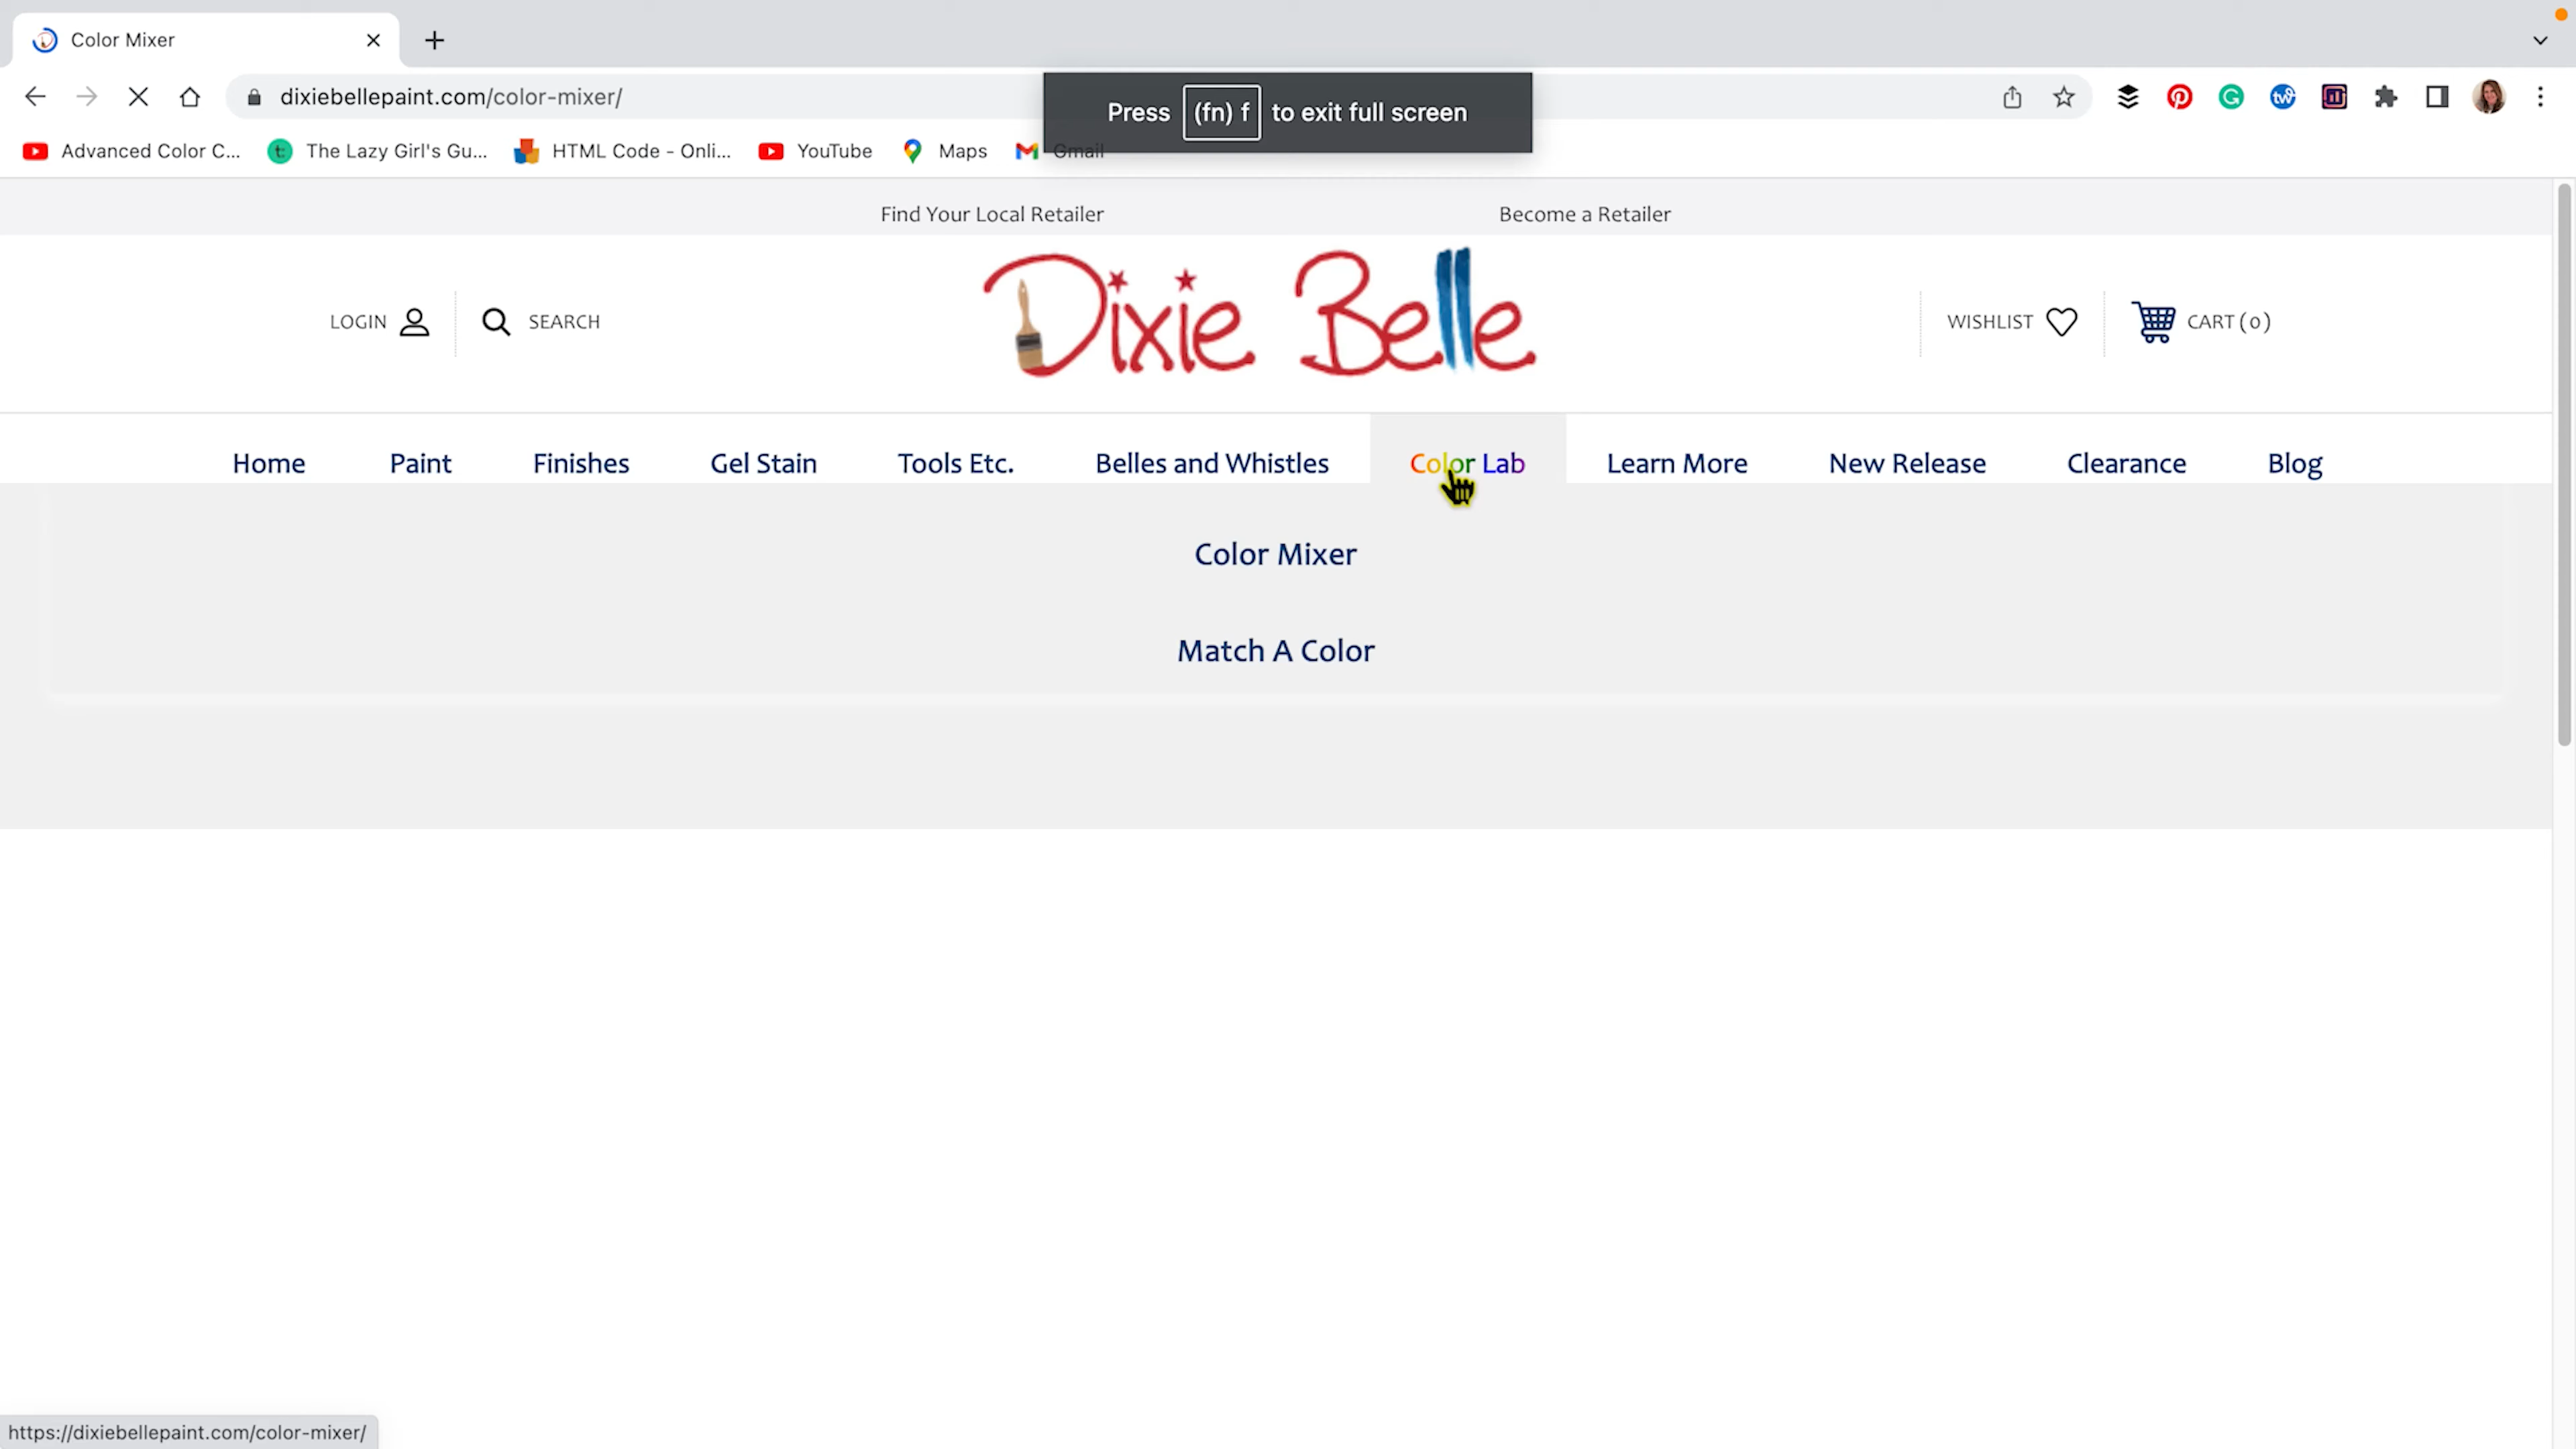 Color Mixer
dixiebellepaint.com/color-mixer/
Press (fn) f to exit full screen
Advanced Color C... The Lazy Girl's Gu... HTML Code - Onli... YouTube Maps Gmail
Find Your Local Retailer Become a Retailer
LOGIN SEARCH Dixie Belle WISHLIST CART (0)
Home Paint Finishes Gel Stain Tools Etc. Belles and Whistles Color Lab Learn More New Release Clearance Blog
Color Mixer
Match A Color
https://dixiebellepaint.com/color-mixer/